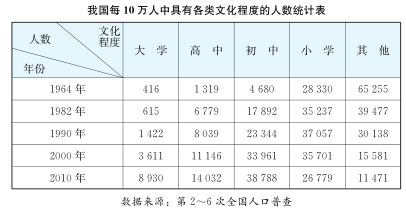 我国每 10 万人中具有各类文化程度的人数统计表
人数 文化程度 年份 大 学 高 中 初 中 小 学 其 他
1964 年 416 1 319 4 680 28 330 65 255
1982 年 615 6 779 17 892 35 237 39 477
1990 年 1 422 8 039 23 344 37 057 30 138
2000 年 3 611 11 146 33 961 35 701 15 581
2010 年 8 930 14 032 38 788 26 779 11 471
数据来源：第 2～6 次全国人口普查